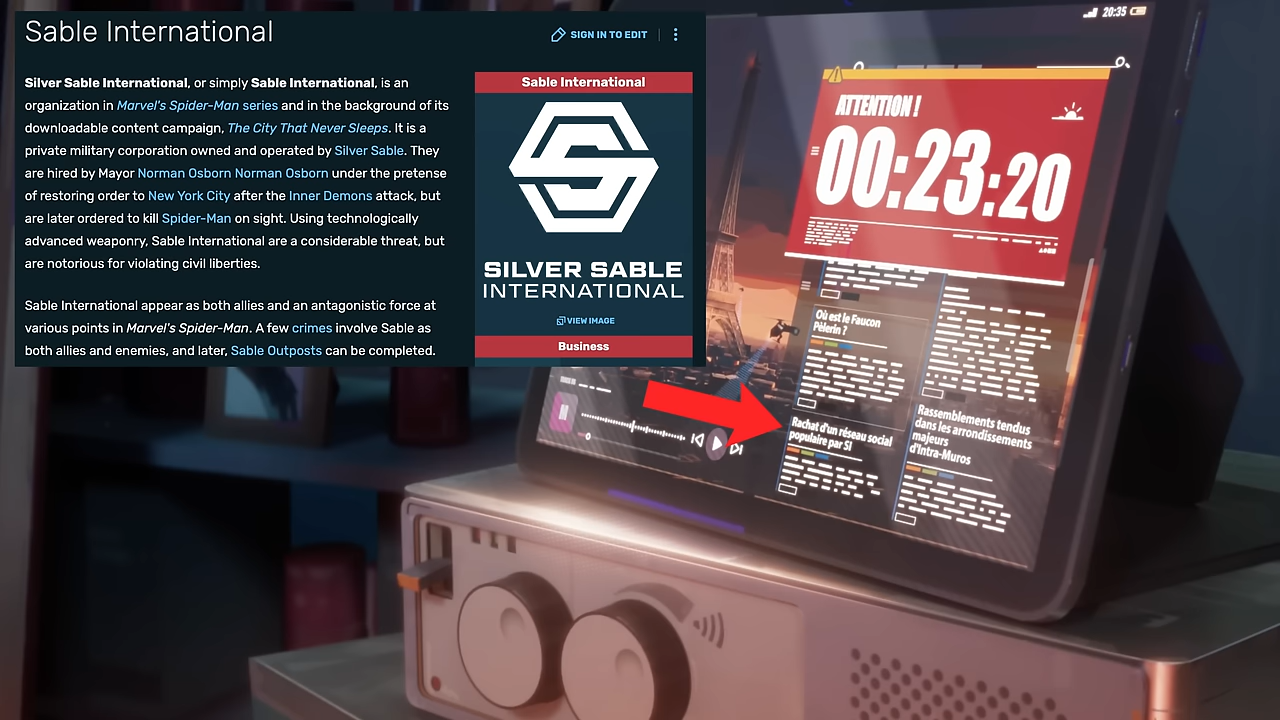 Sable International
SIGN IN TO EDIT
Silver Sable International, or simply Sable International, is an
organization in Marvel's Spider-Man series and in the background of its
downloadable content campaign, The City That Never Sleeps. It is a
private military corporation owned and operated by Silver Sable. They
are hired by Mayor Norman Osborn Norman Osborn under the pretense
of restoring order to New York City after the Inner Demons attack, but
are later ordered to kill Spider-Man on sight. Using technologically
advanced weaponry, Sable International are a considerable threat, but
are notorious for violating civil liberties.
Sable International appear as both allies and an antagonistic force at
various points in Marvel's Spider-Man. A few crimes involve Sable as
both allies and enemies, and later, Sable Outposts can be completed.
Sable International
SILVER SABLE
INTERNATIONAL
VIEW IMAGE
Business
20:35
ATTENTION !
00:23:20
Où est le Faucon
Pèlerin ?
Rachat d'un réseau social
populaire par SI
Rassemblements tendus
dans les arrondissements
majeurs
d'Intra-Muros